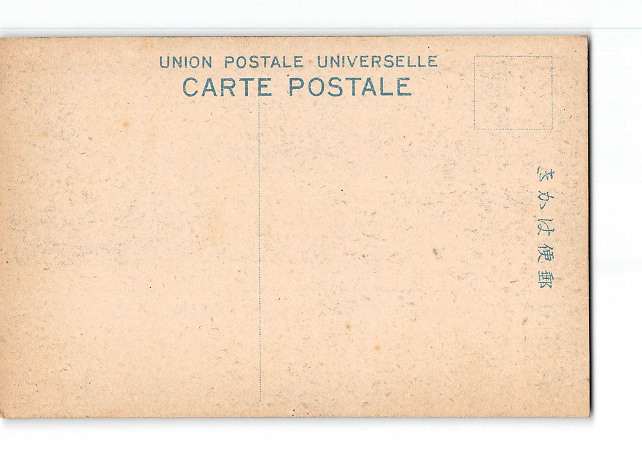 UNION POSTALE UNIVERSELLE
CARTE POSTALE
郵便はかき